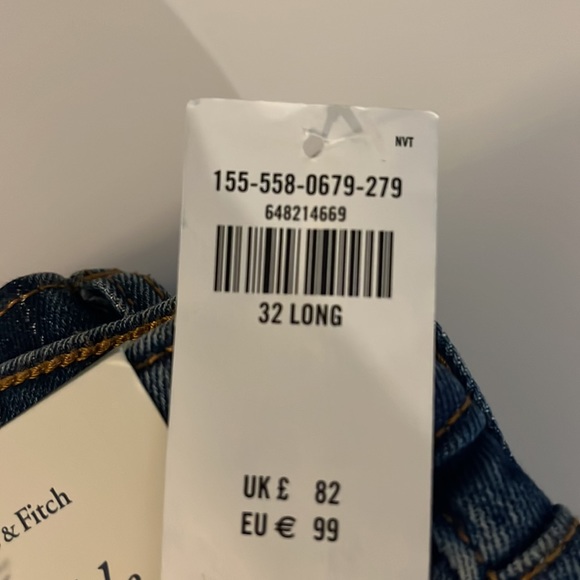 NVT
155-558-0679-279
648214669
32 LONG
UK £ 82
EU € 99
& Fitch